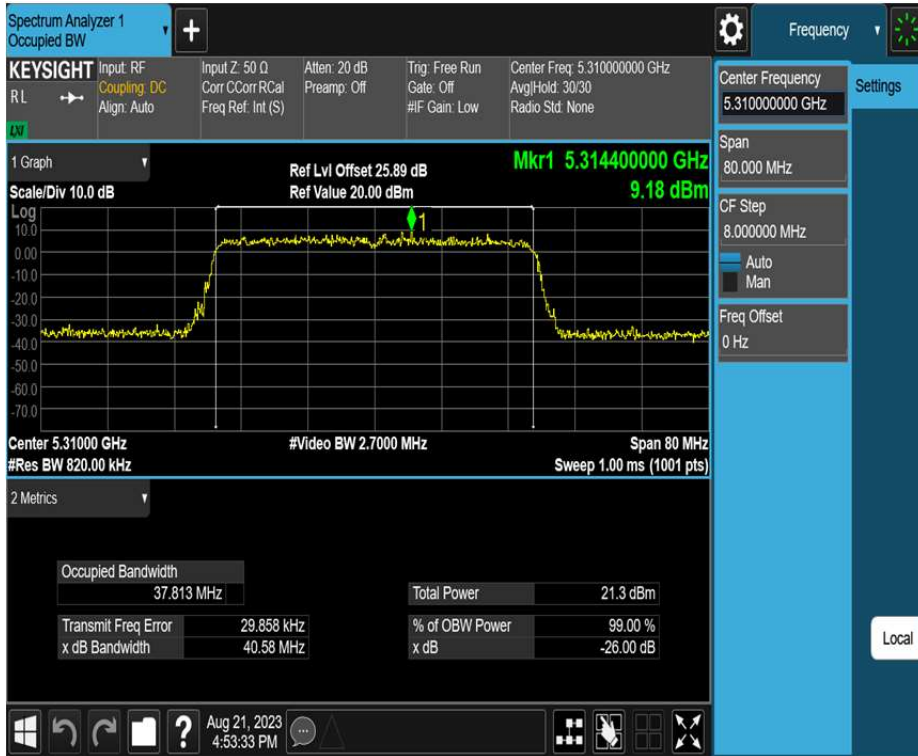 Spectrum Analyzer 1
Occupied BW
+
Frequency
KEYSIGHT
R L
LXI
Input: RF
Coupling: DC
Align: Auto
Input Z: 50 Ω
Corr CCorr RCal
Freq Ref: Int (S)
Atten: 20 dB
Preamp: Off
Trig: Free Run
Gate: Off
#IF Gain: Low
Center Freq: 5.310000000 GHz
Avg|Hold: 30/30
Radio Std: None
Center Frequency
5.310000000 GHz
Settings
Span
80.000 MHz
CF Step
8.000000 MHz
Auto
Man
Freq Offset
0 Hz
1 Graph
Scale/Div 10.0 dB
Ref Lvl Offset 25.89 dB
Ref Value 20.00 dBm
Mkr1 5.314400000 GHz
9.18 dBm
Log
10.0
0.00
-10.0
-20.0
-30.0
-40.0
-50.0
-60.0
-70.0
1
Center 5.31000 GHz
#Video BW 2.7000 MHz
Span 80 MHz
#Res BW 820.00 kHz
Sweep 1.00 ms (1001 pts)
2 Metrics
Occupied Bandwidth
37.813 MHz
Total Power 21.3 dBm
Transmit Freq Error 29.858 kHz
% of OBW Power 99.00 %
x dB Bandwidth 40.58 MHz
x dB -26.00 dB
Local
?
Aug 21, 2023
4:53:33 PM